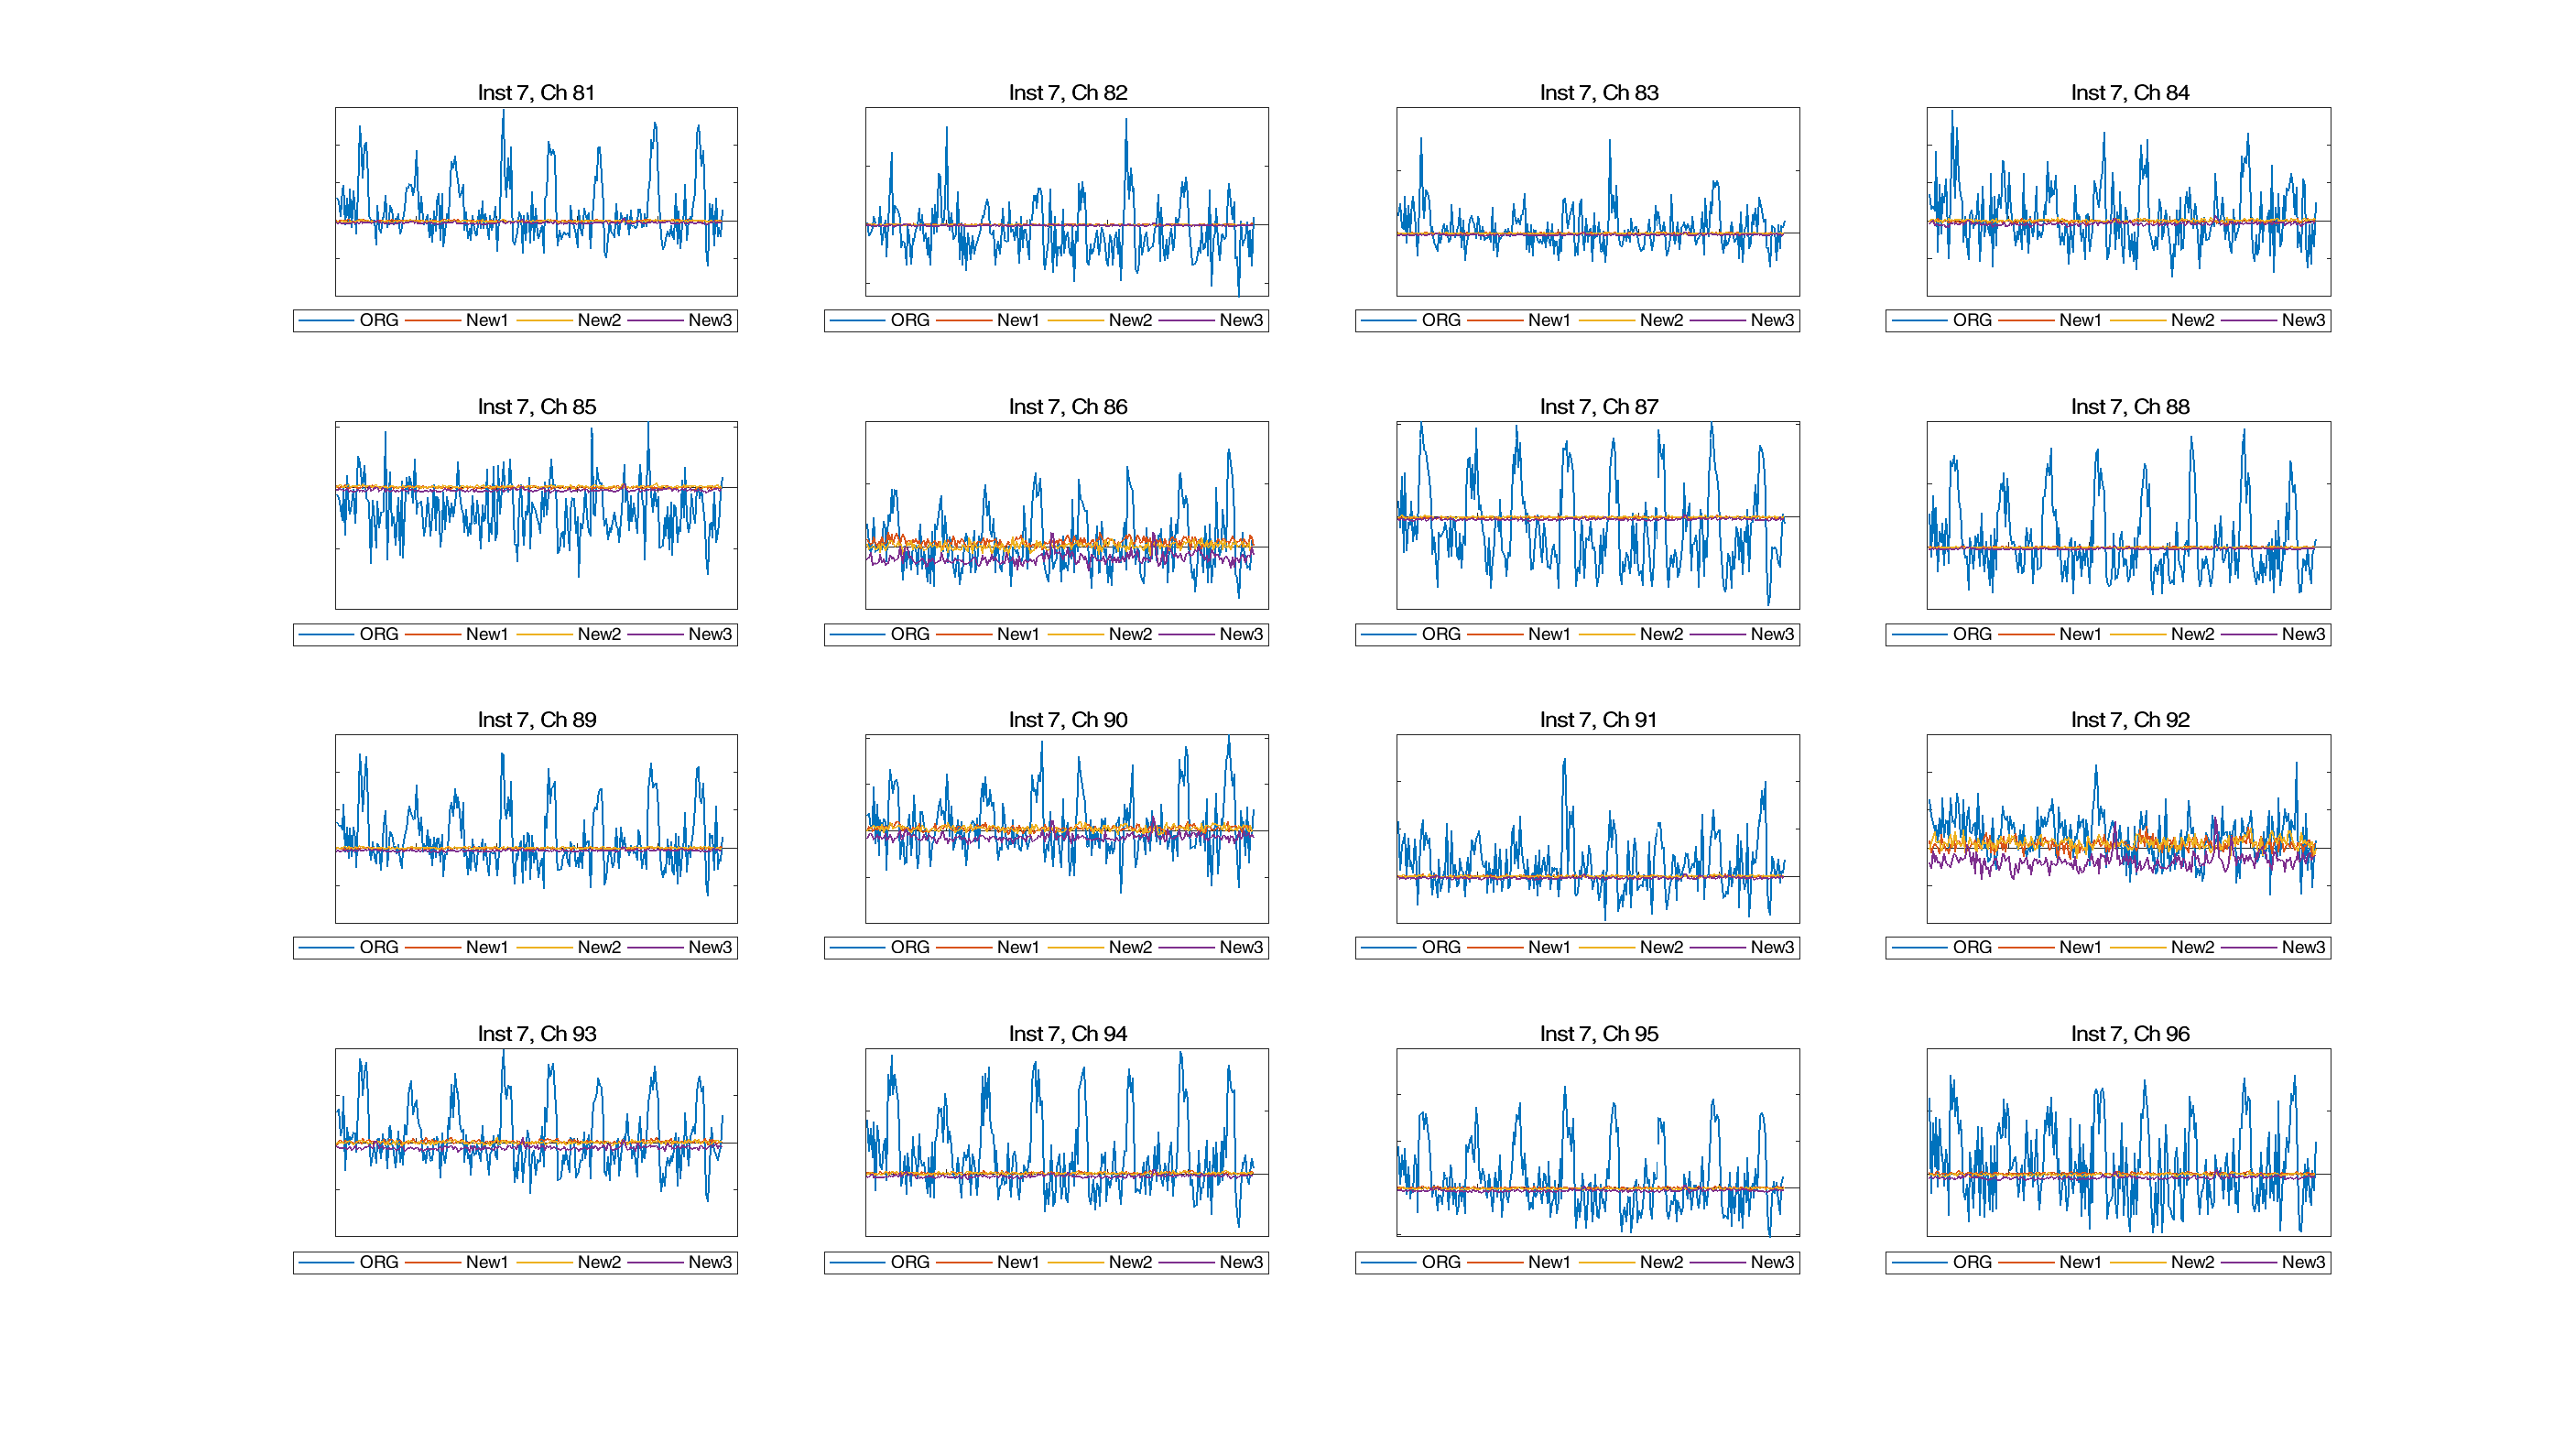 Inst 7, Ch 81
Inst 7, Ch 82
Inst 7, Ch 83
Inst 7, Ch 84
ORG New1 New2 New3
ORG New1 New2 New3
ORG New1 New2 New3
ORG New1 New2 New3
Inst 7, Ch 85
Inst 7, Ch 86
Inst 7, Ch 87
Inst 7, Ch 88
ORG New1 New2 New3
ORG New1 New2 New3
ORG New1 New2 New3
ORG New1 New2 New3
Inst 7, Ch 89
Inst 7, Ch 90
Inst 7, Ch 91
Inst 7, Ch 92
ORG New1 New2 New3
ORG New1 New2 New3
ORG New1 New2 New3
ORG New1 New2 New3
Inst 7, Ch 93
Inst 7, Ch 94
Inst 7, Ch 95
Inst 7, Ch 96
ORG New1 New2 New3
ORG New1 New2 New3
ORG New1 New2 New3
ORG New1 New2 New3